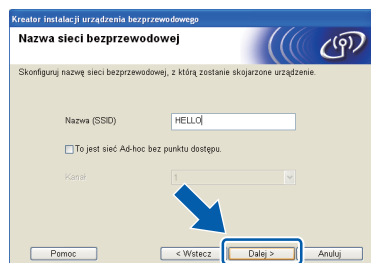 Kreator instalacji urządzenia bezprzewodowego
Nazwa sieci bezprzewodowej
Skonfiguruj nazwę sieci bezprzewodowej, z którą zostanie skojarzone urządzenie.
Nazwa (SSID) HELLO
To jest sieć Ad-hoc bez punktu dostępu.
Kanał 1
Pomoc < Wstecz Dalej > Anuluj